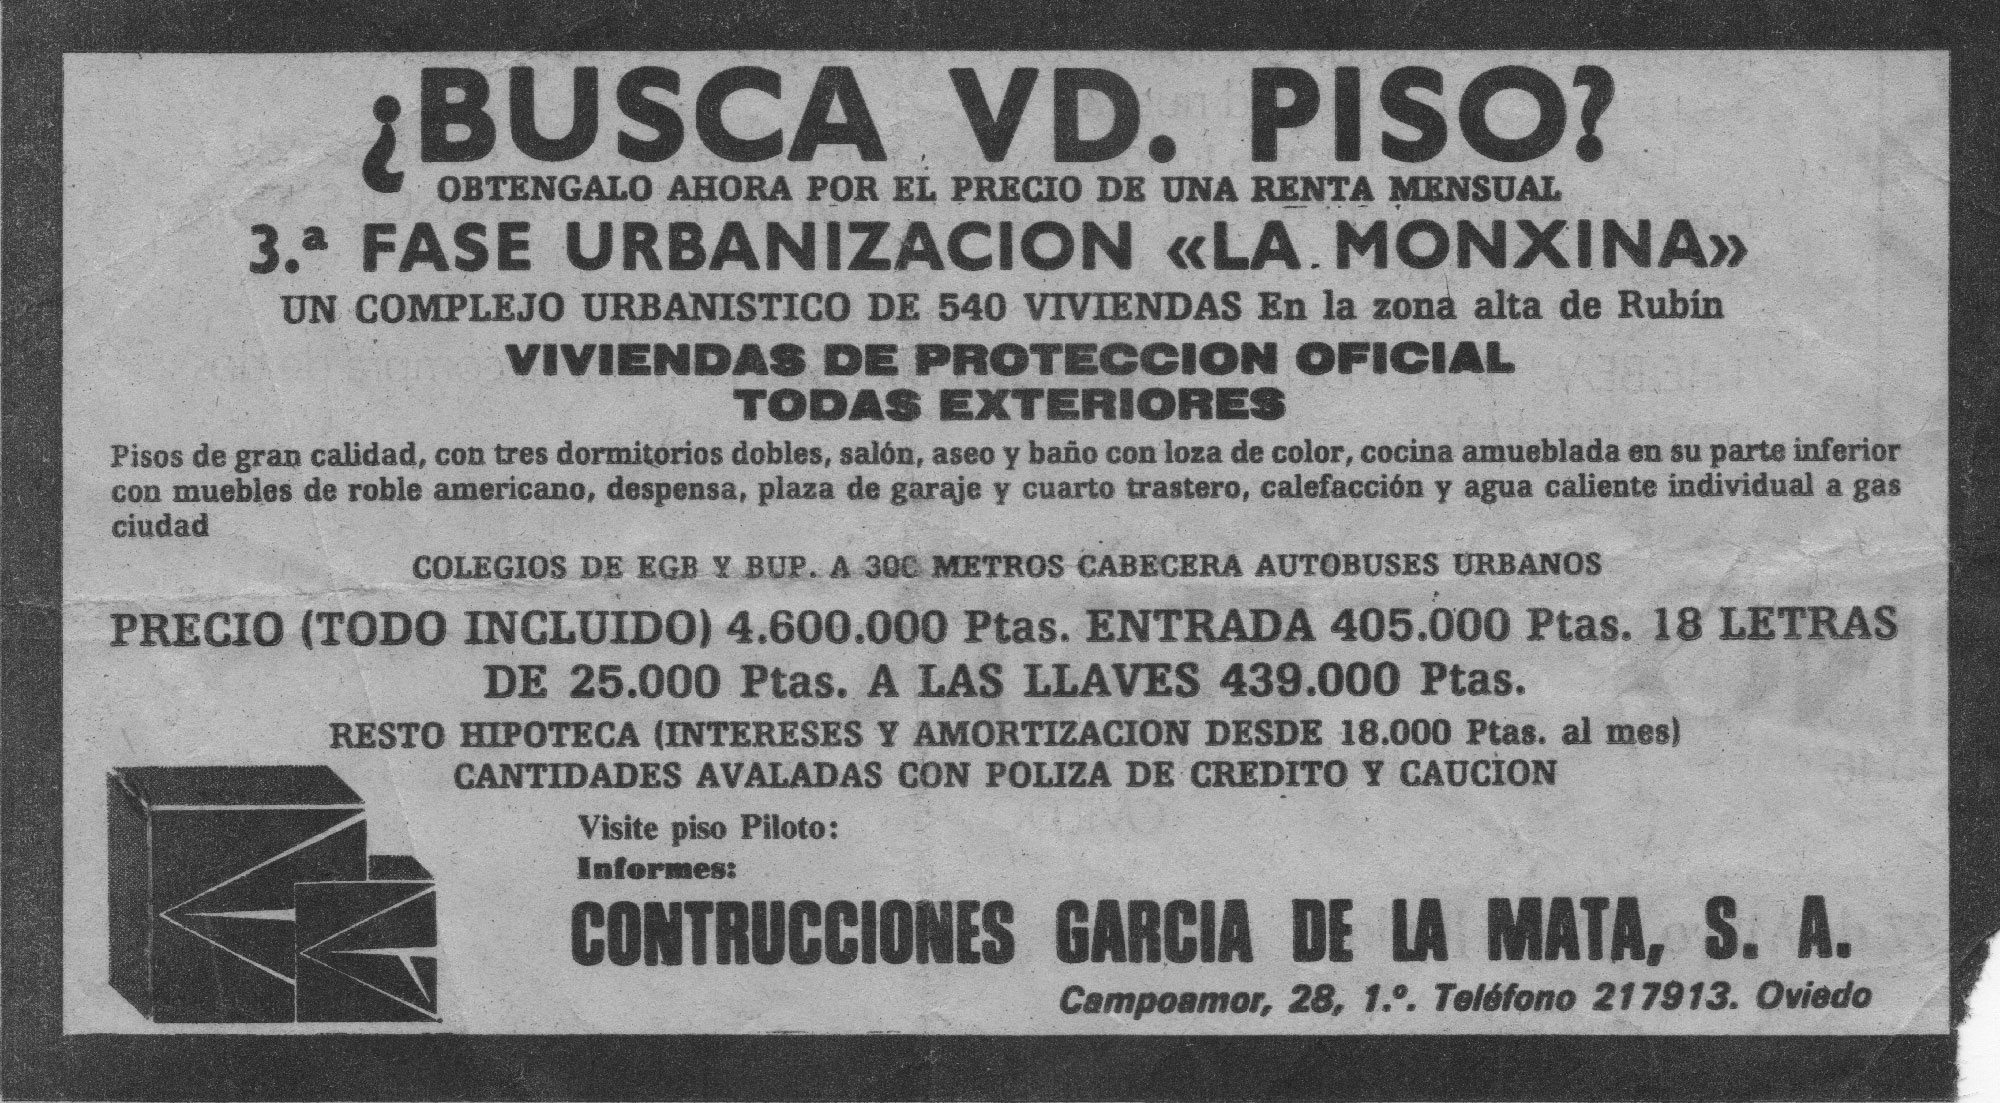 ¿BUSCA VD. PISO?
OBTENGALO AHORA POR EL PRECIO DE UNA RENTA MENSUAL
3.ª FASE URBANIZACION «LA MONXINA»
UN COMPLEJO URBANISTICO DE 540 VIVIENDAS En la zona alta de Rubín
VIVIENDAS DE PROTECCION OFICIAL
TODAS EXTERIORES
Pisos de gran calidad, con tres dormitorios dobles, salón, aseo y baño con loza de color, cocina amueblada en su parte inferior
con muebles de roble americano, despensa, plaza de garaje y cuarto trastero, calefacción y agua caliente individual a gas
ciudad
COLEGIOS DE EGB Y BUP. A 300 METROS CABECERA AUTOBUSES URBANOS
PRECIO (TODO INCLUIDO) 4.600.000 Ptas. ENTRADA 405.000 Ptas. 18 LETRAS
DE 25.000 Ptas. A LAS LLAVES 439.000 Ptas.
RESTO HIPOTECA (INTERESES Y AMORTIZACION DESDE 18.000 Ptas. al mes)
CANTIDADES AVALADAS CON POLIZA DE CREDITO Y CAUCION
Visite piso Piloto:
Informes:
CONTRUCCIONES GARCIA DE LA MATA, S. A.
Campoamor, 28, 1.º. Teléfono 217913. Oviedo